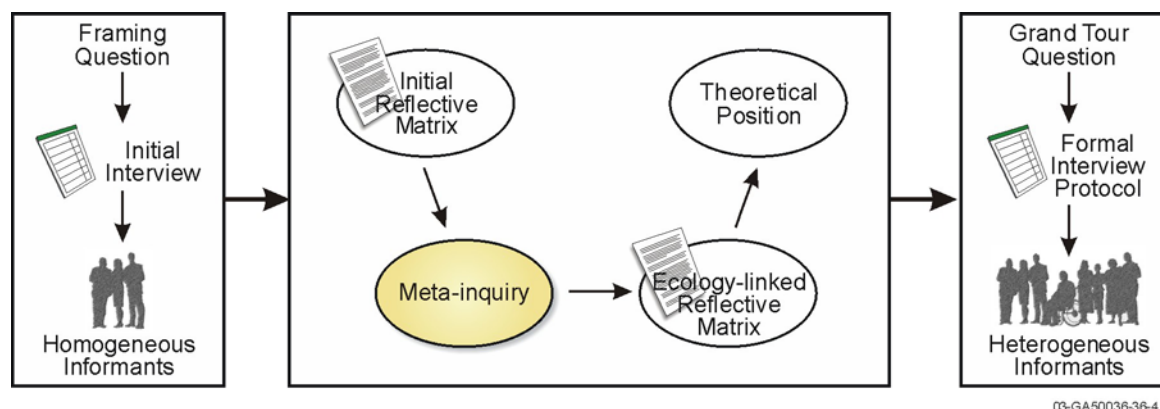 Framing
Question
Initial
Interview
Homogeneous
Informants
Initial
Reflective
Matrix
Meta-inquiry
Ecology-linked
Reflective
Matrix
Theoretical
Position
Grand Tour
Question
Formal
Interview
Protocol
Heterogeneous
Informants
03-GA50036-36-4